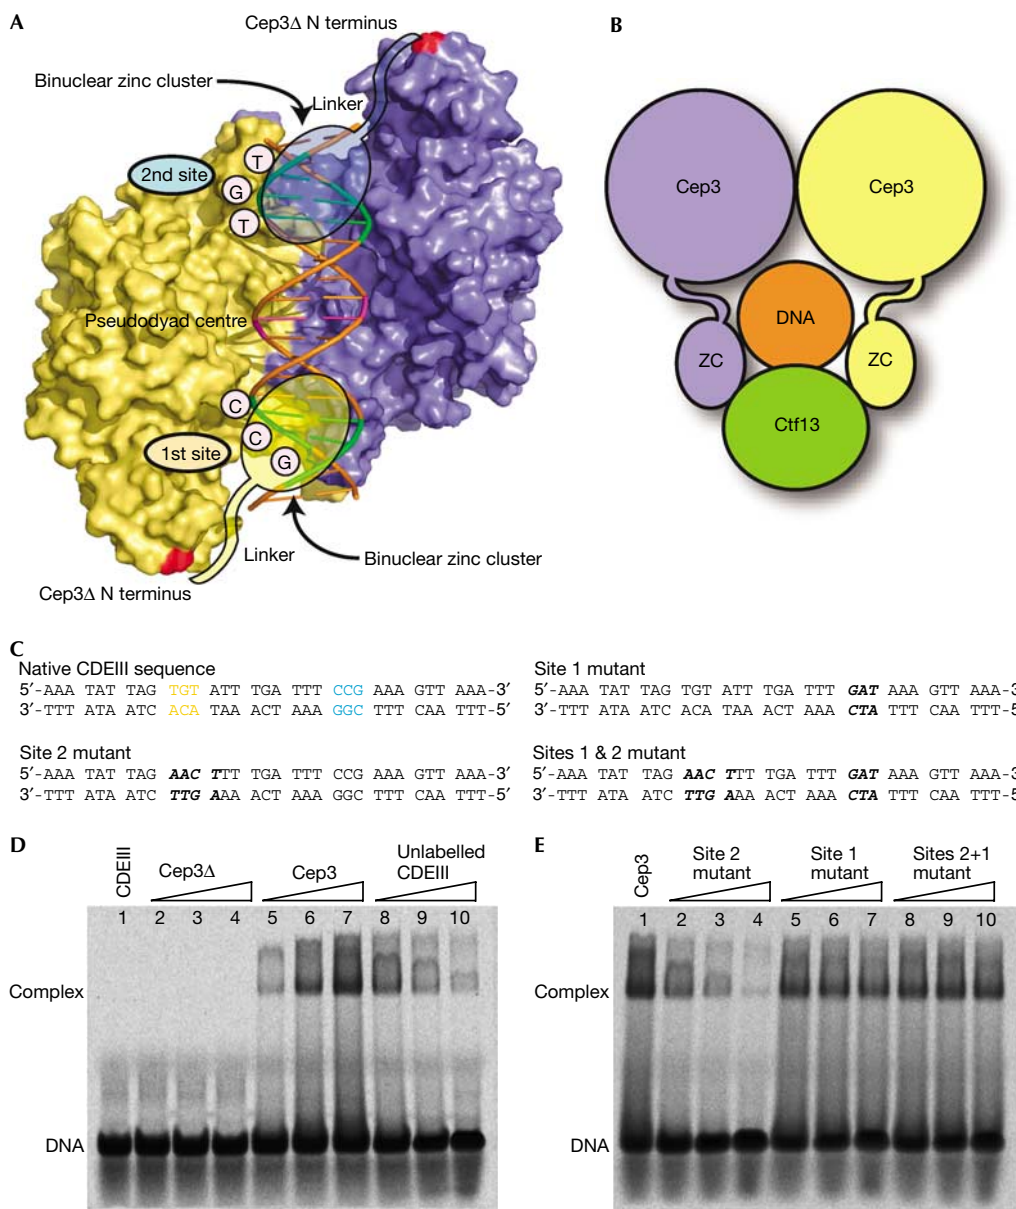 A
Cep3Δ N terminus
Binuclear zinc cluster
Linker
2nd site
T
G
T
Pseudodyad centre
C
C
G
1st site
Linker
Binuclear zinc cluster
Cep3Δ N terminus
B
Cep3
Cep3
DNA
ZC
ZC
Ctf13
C
Native CDEIII sequence
5′-AAA TAT TAG TGT ATT TGA TTT CCG AAA GTT AAA-3′
3′-TTT ATA ATC ACA TAA ACT AAA GGC TTT CAA TTT-5′
Site 1 mutant
5′-AAA TAT TAG TGT ATT TGA TTT GAT AAA GTT AAA-3′
3′-TTT ATA ATC ACA TAA ACT AAA CTA TTT CAA TTT-5′
Site 2 mutant
5′-AAA TAT TAG AACT TT TGA TTT CCG AAA GTT AAA-3′
3′-TTT ATA ATC TTG AAA ACT AAA GGC TTT CAA TTT-5′
Sites 1 & 2 mutant
5′-AAA TAT TAG AAC TTT TGA TTT GAT AAA GTT AAA-3′
3′-TTT ATA ATC TTG AAA ACT AAA CTA TTT CAA TTT-5′
D
CDEIII
Cep3Δ
Cep3
Unlabelled
CDEIII
1 2 3 4 5 6 7 8 9 10
Complex
DNA
E
Cep3
Site 2
mutant
Site 1
mutant
Sites 2+1
mutant
1 2 3 4 5 6 7 8 9 10
Complex
DNA